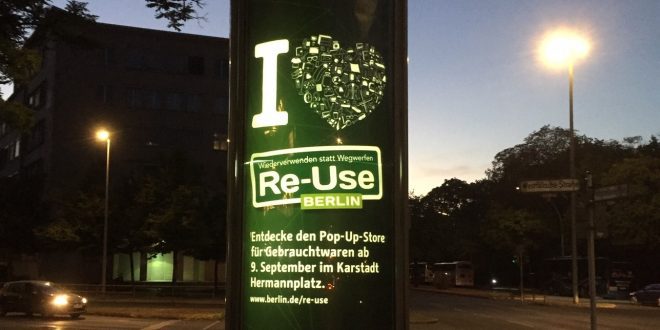 I
Wiederverwenden statt Wegwerfen
Re-Use
BERLIN
Entdecke den Pop-Up-Store
für Gebrauchtwaren ab
9. September im Karstadt
Hermannplatz.
www.berlin.de/re-use